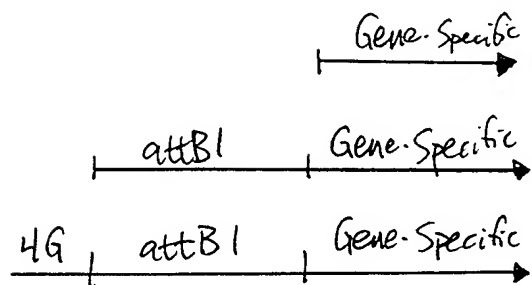 Gene-Specific
attB1 Gene-Specific
4G attB1 Gene-Specific